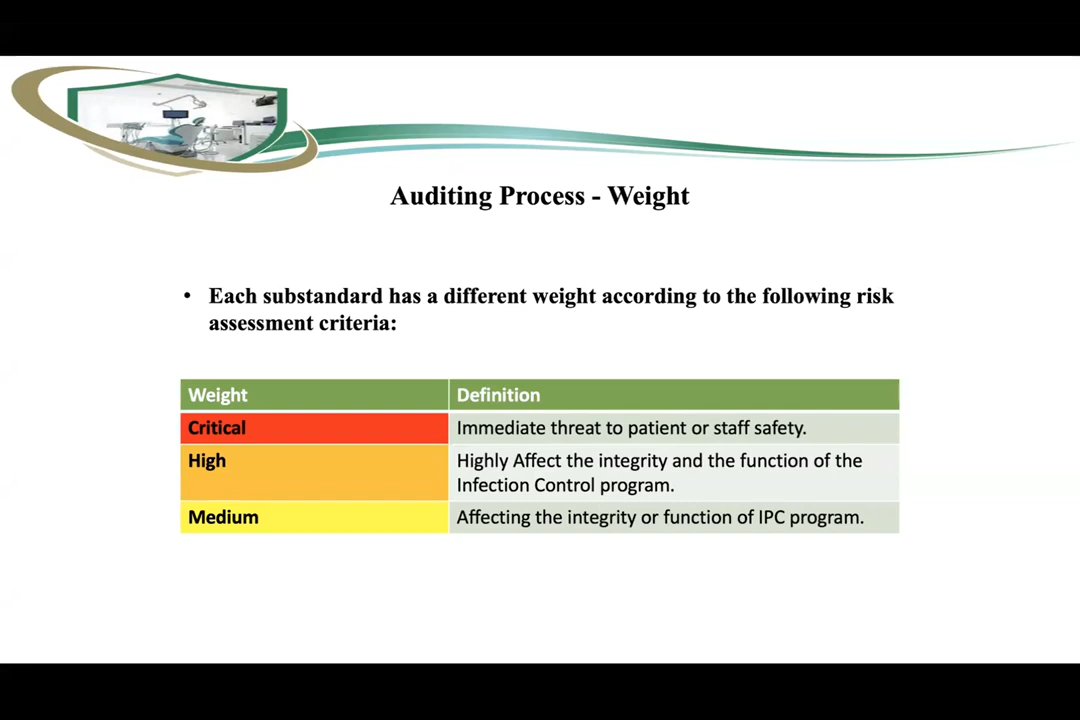 Auditing Process - Weight
• Each substandard has a different weight according to the following risk
assessment criteria:
Weight Definition
Critical Immediate threat to patient or staff safety.
High Highly Affect the integrity and the function of the
Infection Control program.
Medium Affecting the integrity or function of IPC program.